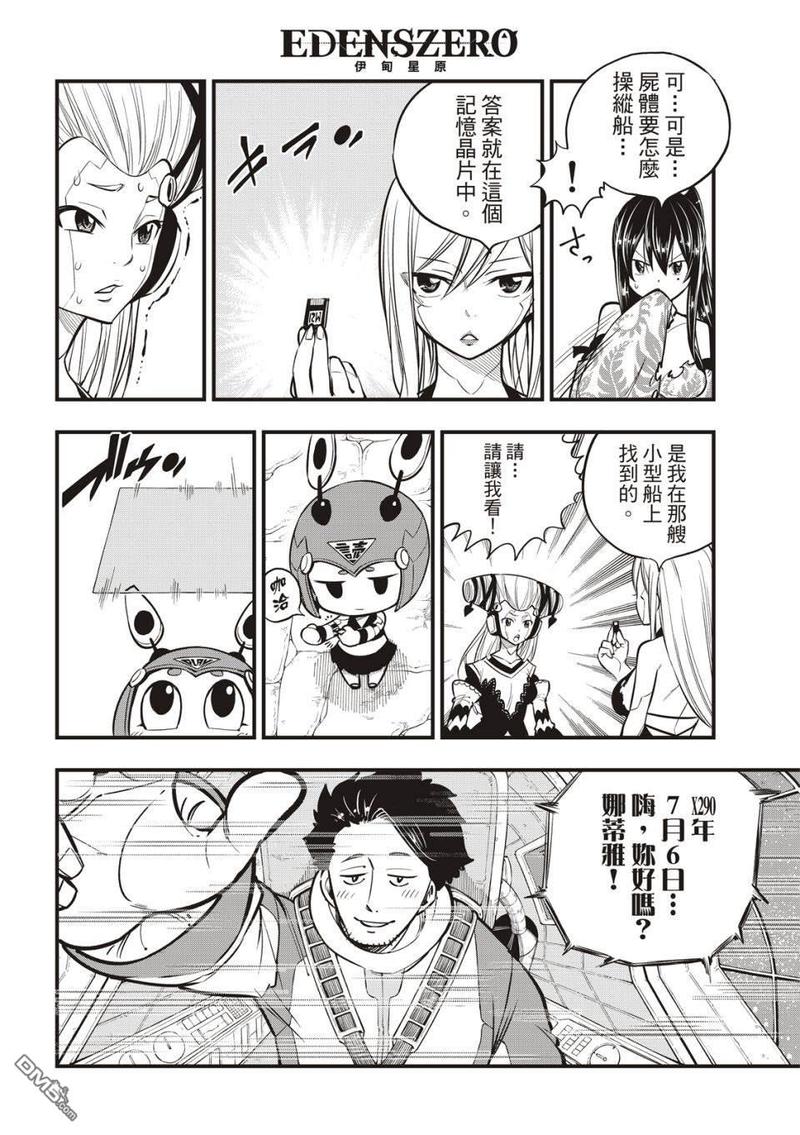 EDENSZERO
伊甸星原
可…可是…
屍體要怎麼
操縱船…
！
さっ
答案就在這個
記憶晶片中。
是我在那艘
小型船上
找到的。
請…
請讓我看！
読
咖洽
X290年
7月6日…
嗨，妳好嗎？
娜蒂雅！